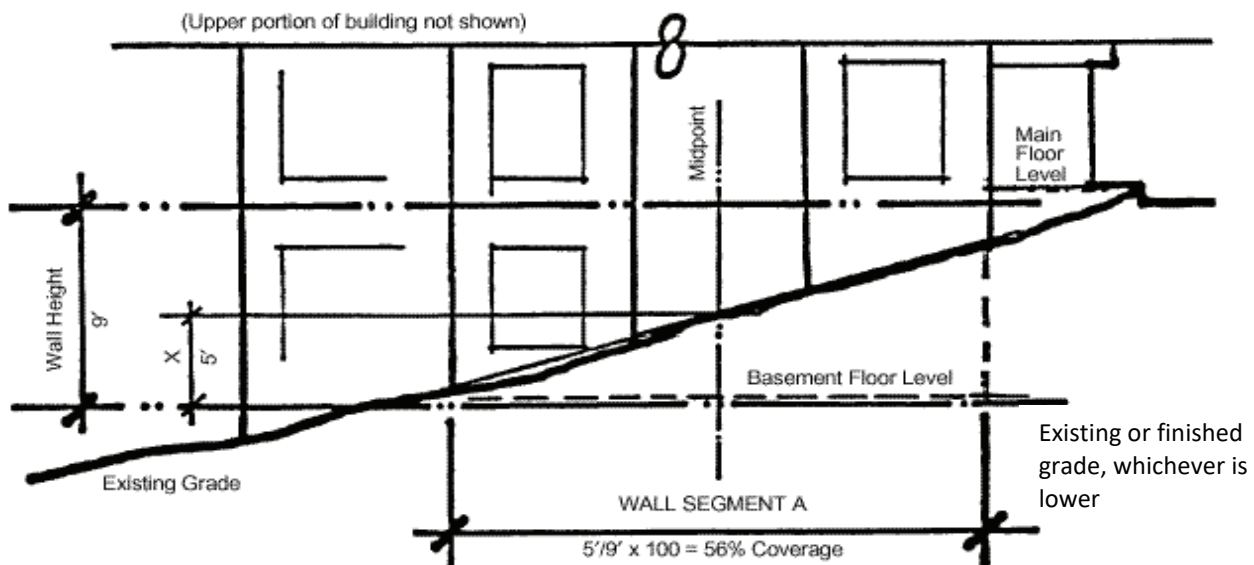 (Upper portion of building not shown)
8
Midpoint
Main
Floor
Level
Wall Height
9'
X
5'
Basement Floor Level
Existing Grade
Existing or finished
grade, whichever is
lower
WALL SEGMENT A
5'/9' x 100 = 56% Coverage